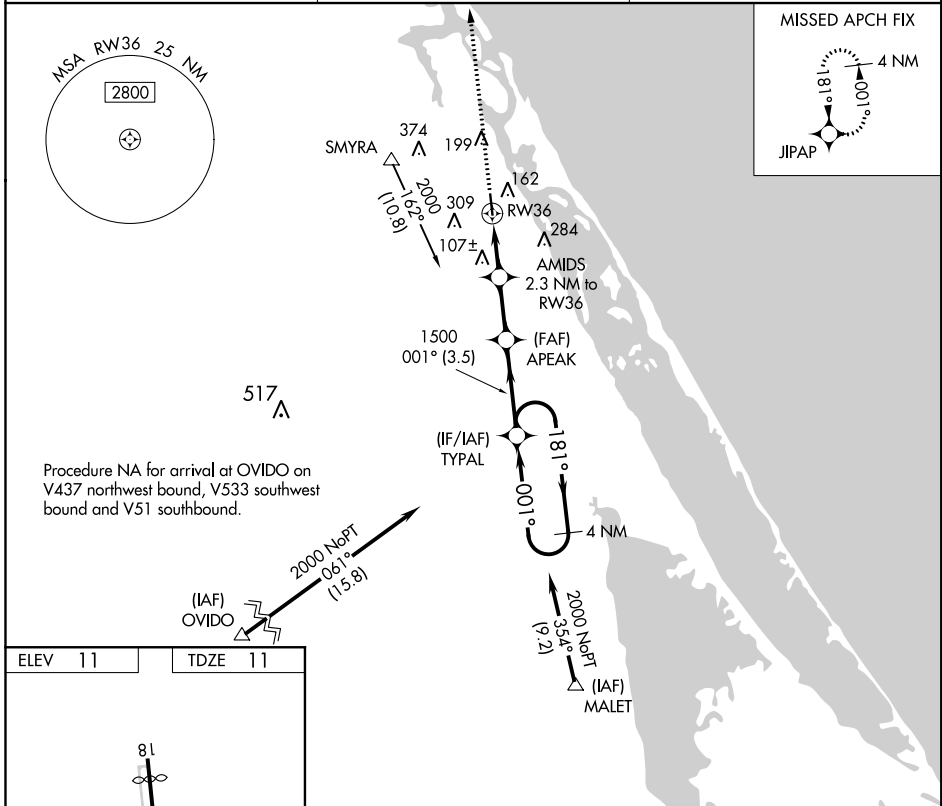 MSA RW36 25 NM
2800
MISSED APCH FIX
4 NM
181°
001°
JIPAP
SMYRA
374
199
2000
162°
(10.8)
309
162
RW36
107±
284
AMIDS
2.3 NM to
RW36
1500
001° (3.5)
(FAF)
APEAK
517
(IF/IAF)
TYPAL
181°
001°
4 NM
Procedure NA for arrival at OVIDO on
V437 northwest bound, V533 southwest
bound and V51 southbound.
2000 NoPT
061°
(15.8)
(IAF)
OVIDO
2000 NoPT
354°
(9.2)
(IAF)
MALET
ELEV 11
TDZE 11
18